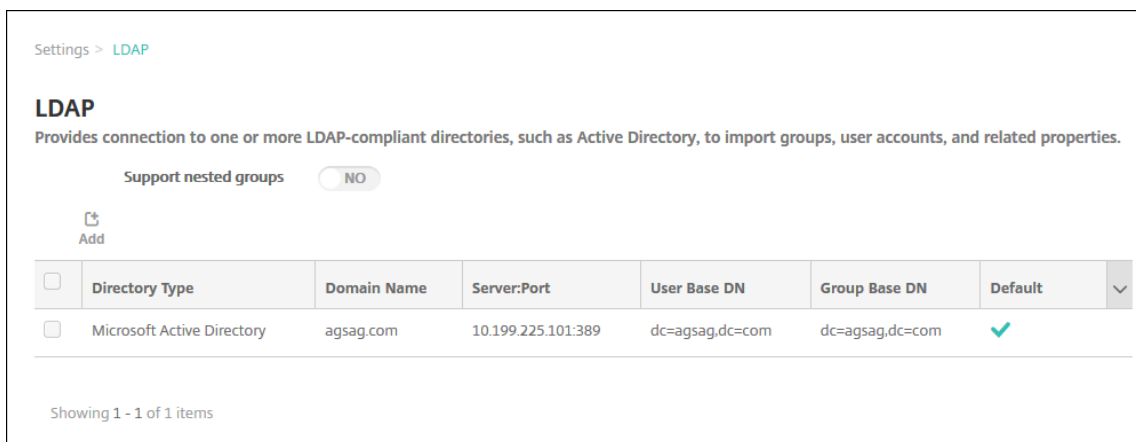 Settings > LDAP
LDAP
Provides connection to one or more LDAP-compliant directories, such as Active Directory, to import groups, user accounts, and related properties.
Support nested groups NO
Add
Directory Type Domain Name Server:Port User Base DN Group Base DN Default
Microsoft Active Directory agsag.com 10.199.225.101:389 dc=agsag,dc=com dc=agsag,dc=com
Showing 1 - 1 of 1 items